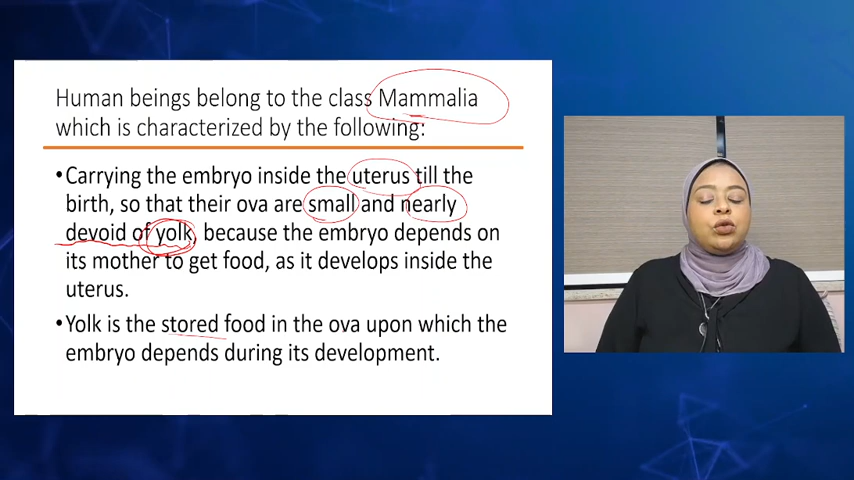 Human beings belong to the class Mammalia
which is characterized by the following:
•Carrying the embryo inside the uterus till the
birth, so that their ova are small and nearly
devoid of yolk, because the embryo depends on
its mother to get food, as it develops inside the
uterus.
•Yolk is the stored food in the ova upon which the
embryo depends during its development.